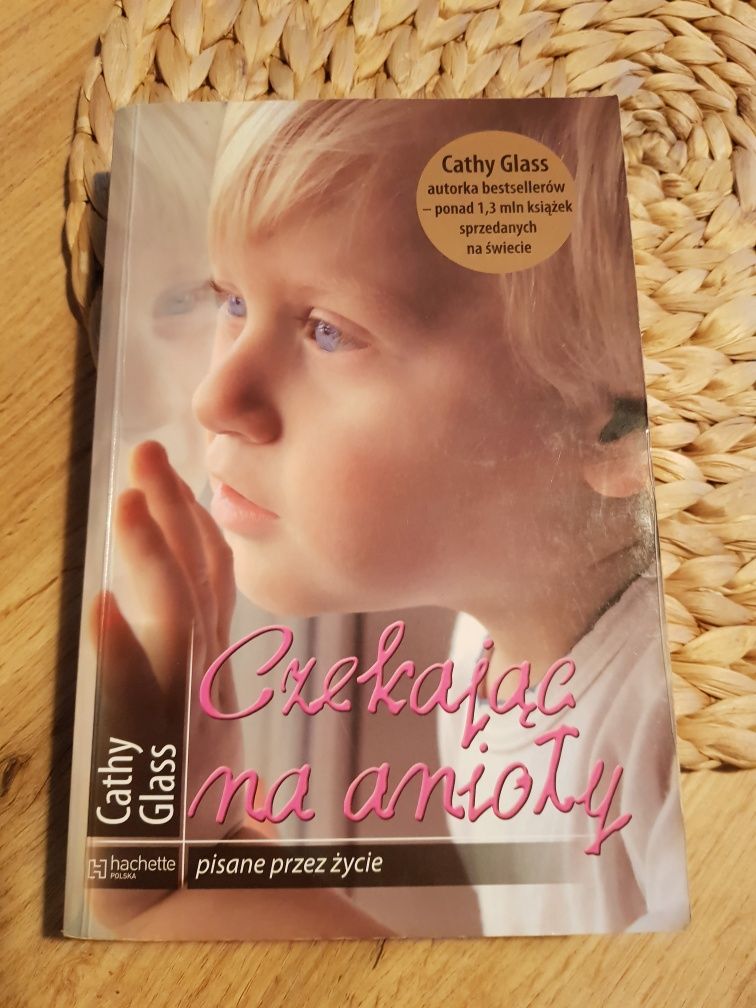 Cathy Glass
autorka bestsellerów
– ponad 1,3 mln książek
sprzedanych
na świecie
Czekając
na anioły
Cathy
Glass
hachette
POLSKA
pisane przez życie